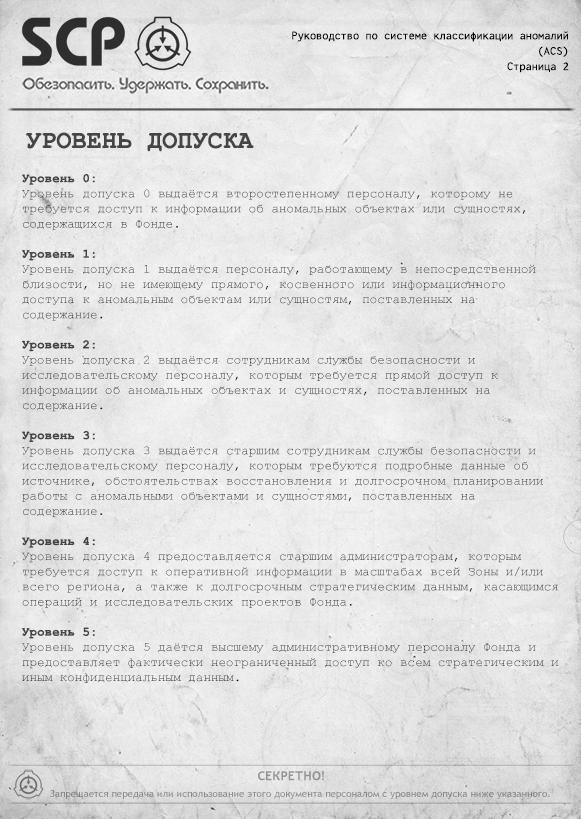 SCP
Обезопасить. Удержать. Сохранить.
Руководство по системе классификации аномалий
(ACS)
Страница 2
УРОВЕНЬ ДОПУСКА
Уровень 0:
Уровень допуска 0 выдаётся второстепенному персоналу, которому не
требуется доступ к информации об аномальных объектах или сущностях,
содержащихся в Фонде.
Уровень 1:
Уровень допуска 1 выдаётся персоналу, работающему в непосредственной
близости, но не имеющему прямого, косвенного или информационного
доступа к аномальным объектам или сущностям, поставленных на
содержание.
Уровень 2:
Уровень допуска 2 выдаётся сотрудникам службы безопасности и
исследовательскому персоналу, которым требуется прямой доступ к
информации об аномальных объектах и сущностях, поставленных на
содержание.
Уровень 3:
Уровень допуска 3 выдаётся старшим сотрудникам службы безопасности и
исследовательскому персоналу, которым требуются подробные данные об
источнике, обстоятельствах восстановления и долгосрочном планировании
работы с аномальными объектами и сущностями, поставленных на
содержание.
Уровень 4:
Уровень допуска 4 предоставляется старшим администраторам, которым
требуется доступ к оперативной информации в масштабах всей Зоны и/или
всего региона, а также к долгосрочным стратегическим данным, касающимся
операций и исследовательских проектов Фонда.
Уровень 5:
Уровень допуска 5 даётся высшему административному персоналу Фонда и
предоставляет фактически неограниченный доступ ко всем стратегическим и
иным конфиденциальным данным.
СЕКРЕТНО!
Запрещается передача или использование этого документа персоналом с уровнем допуска ниже указанного.